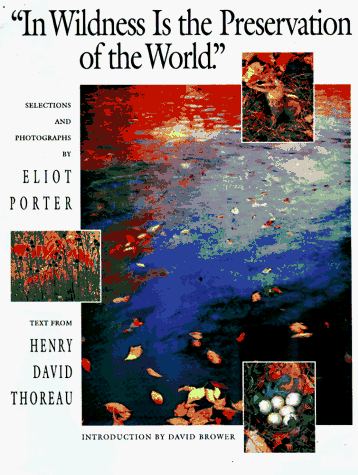 “In Wildness Is the Preservation
of the World.”
SELECTIONS
AND
PHOTOGRAPHS
BY
ELIOT
PORTER
TEXT FROM
HENRY
DAVID
THOREAU
INTRODUCTION BY DAVID BROWER